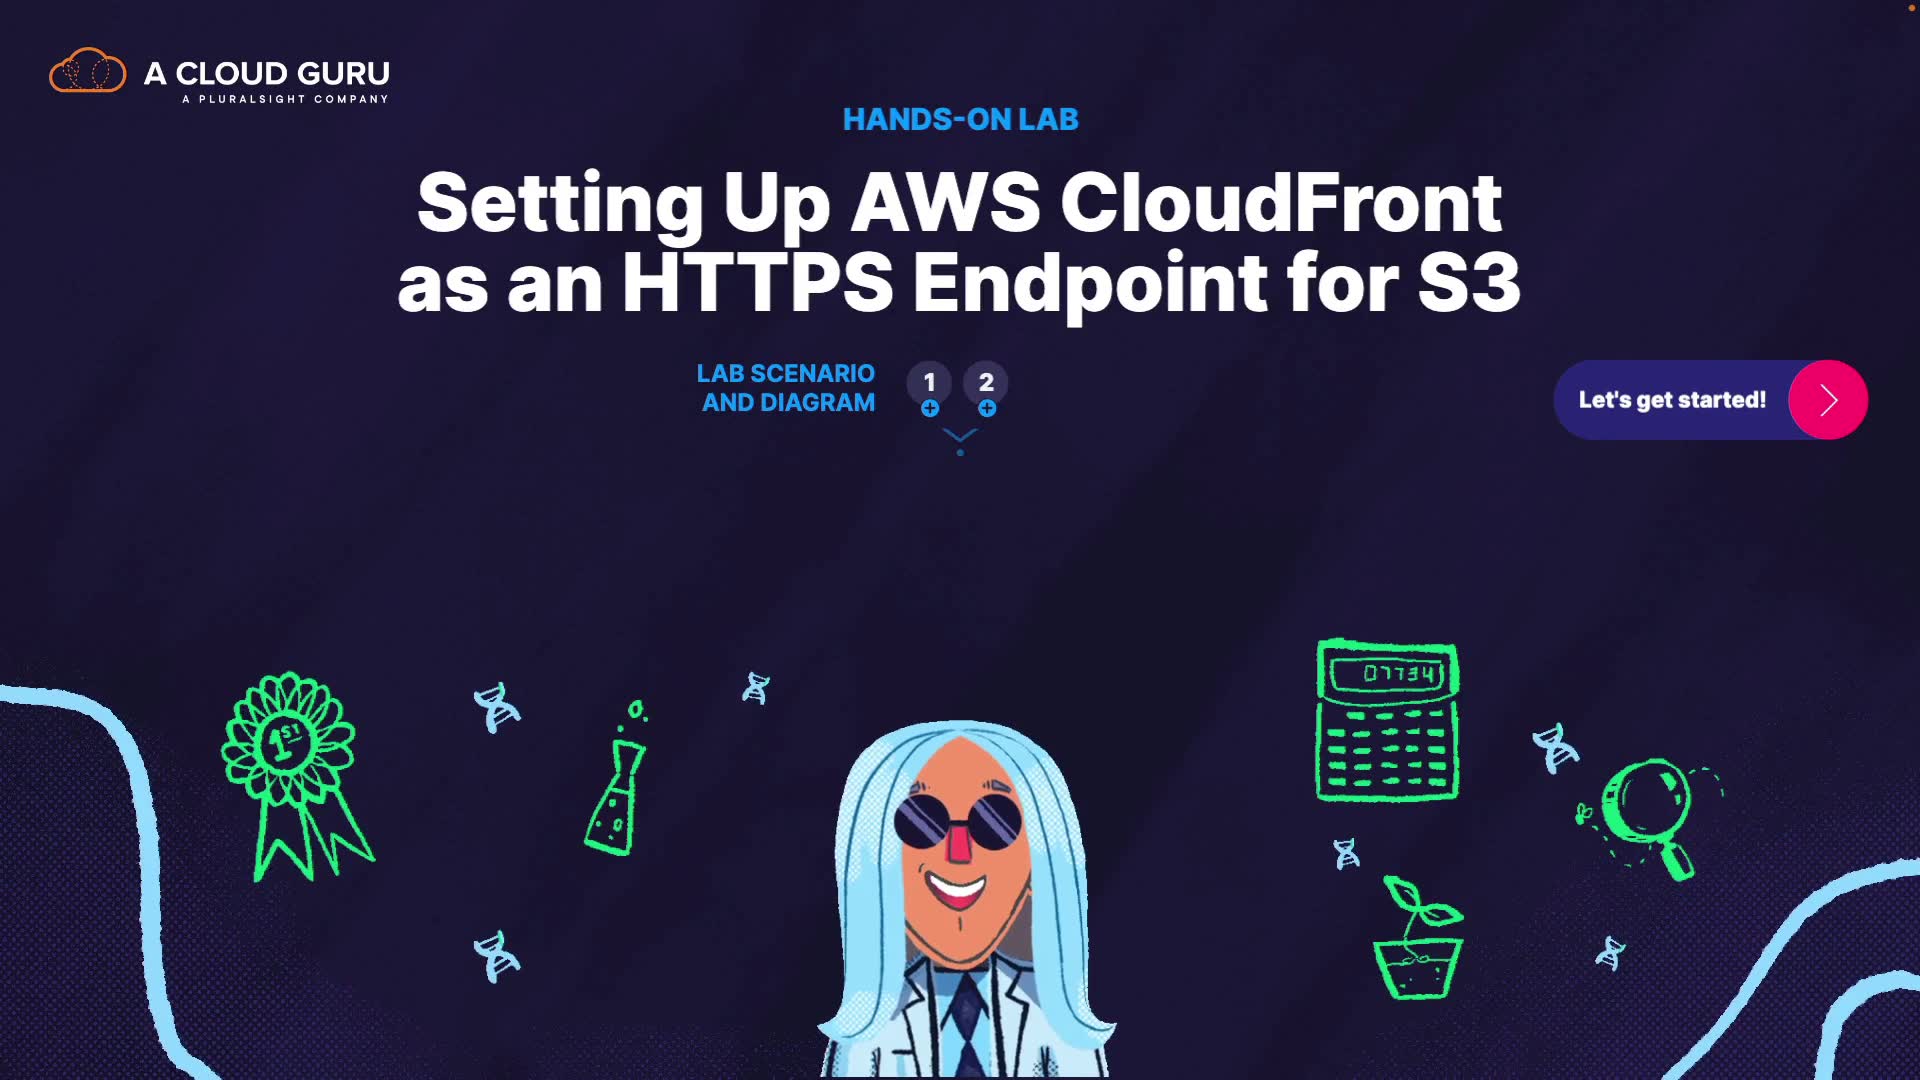 A CLOUD GURU
A PLURALSIGHT COMPANY
HANDS-ON LAB
Setting Up AWS CloudFront
as an HTTPS Endpoint for S3
LAB SCENARIO
AND DIAGRAM
1
2
Let's get started!
1ST
07734